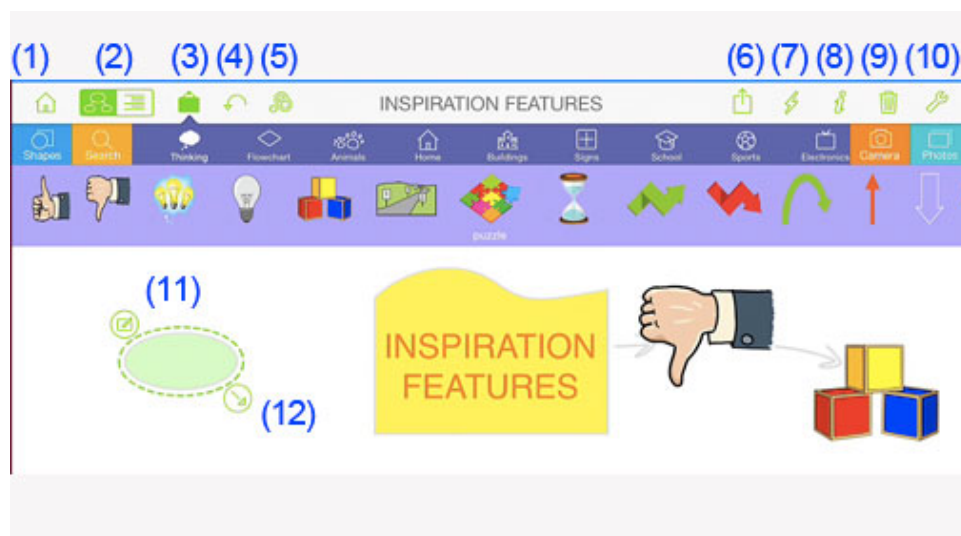 (1) (2) (3) (4) (5) (6) (7) (8) (9) (10)
INSPIRATION FEATURES
Shapes Search Thinking Flowchart Animals Home Buildings Signs School Sports Electronics Camera Photos
puzzle
(11)
INSPIRATION
FEATURES
(12)